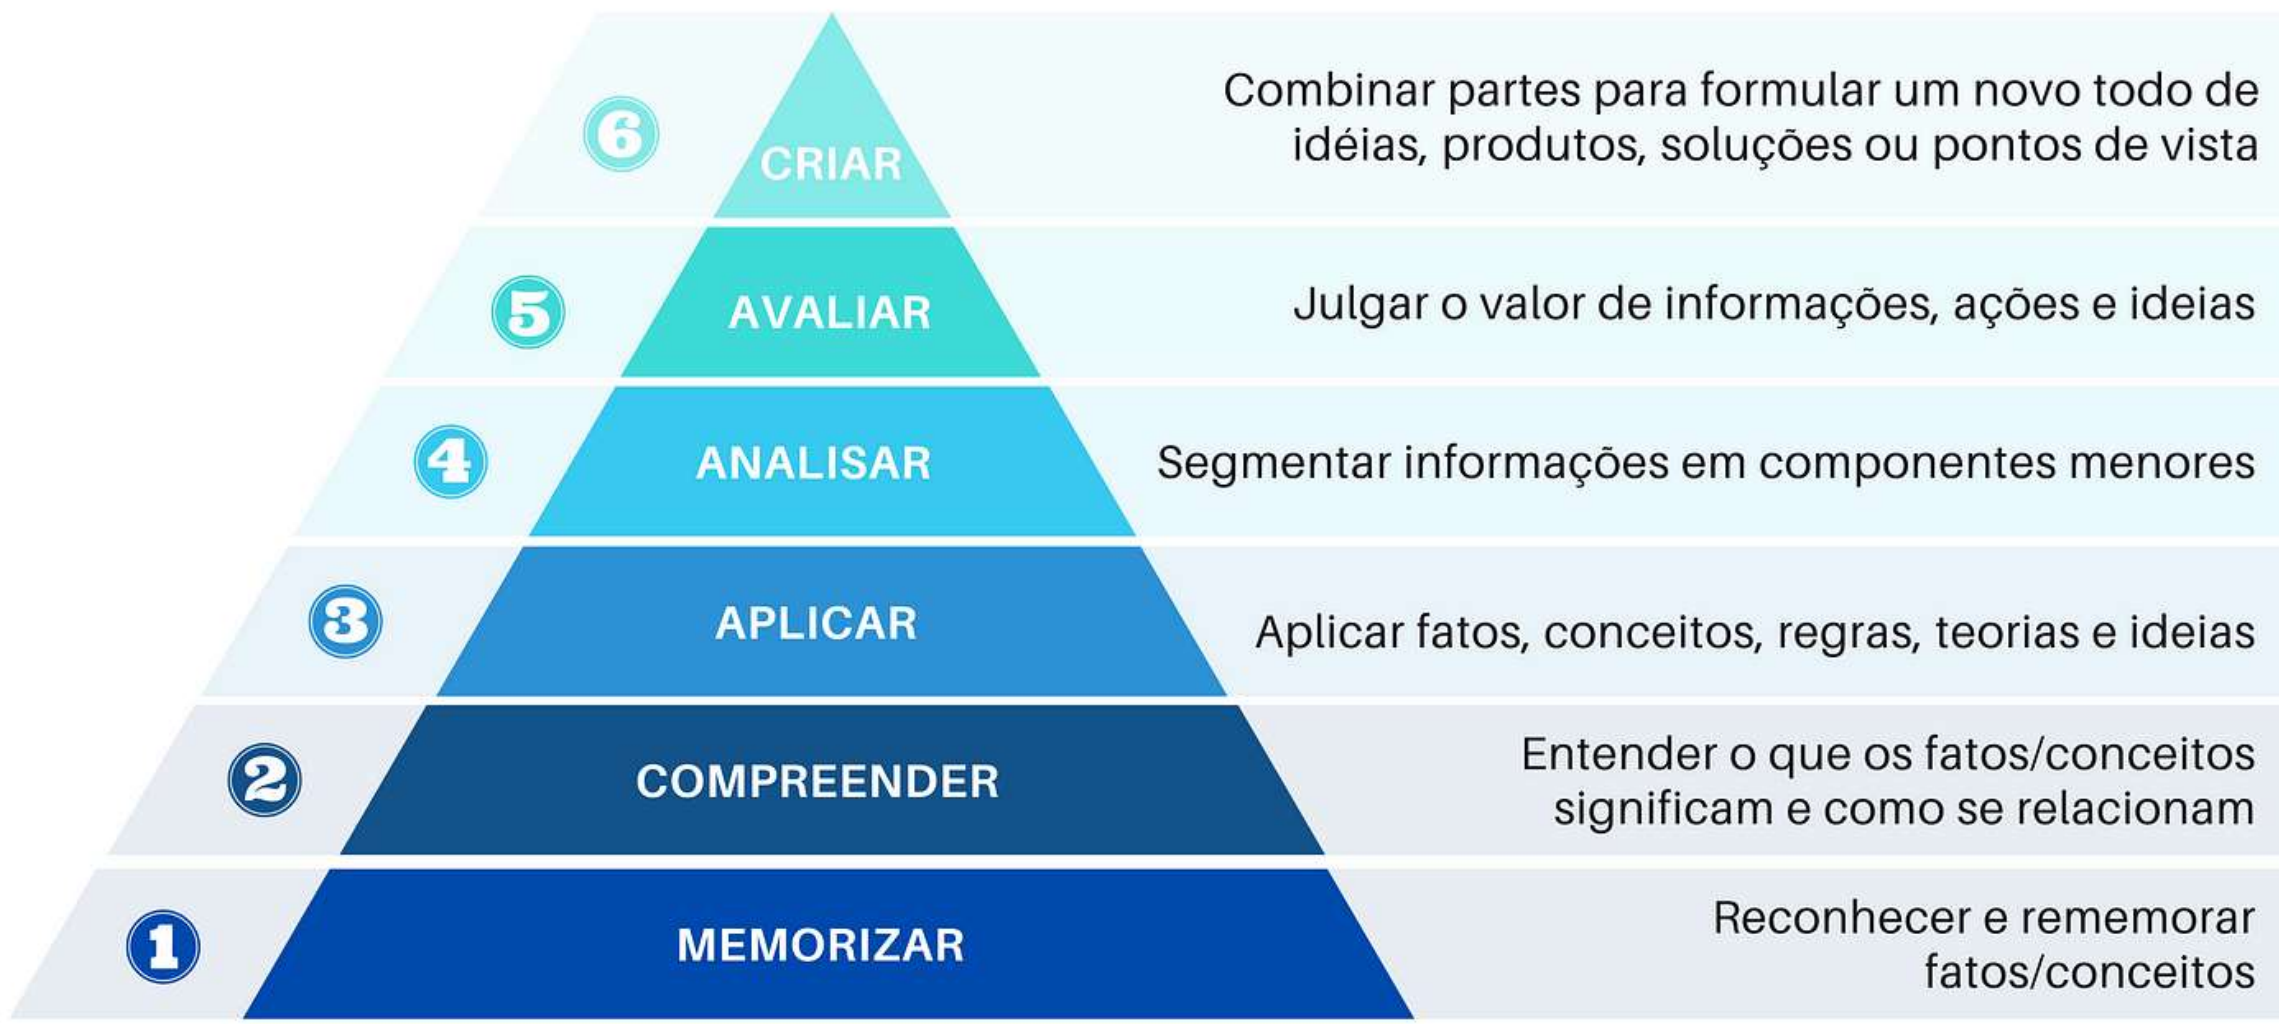 6
CRIAR
Combinar partes para formular um novo todo de
idéias, produtos, soluções ou pontos de vista
5
AVALIAR
Julgar o valor de informações, ações e ideias
4
ANALISAR
Segmentar informações em componentes menores
3
APLICAR
Aplicar fatos, conceitos, regras, teorias e ideias
2
COMPREENDER
Entender o que os fatos/conceitos
significam e como se relacionam
1
MEMORIZAR
Reconhecer e rememorar
fatos/conceitos